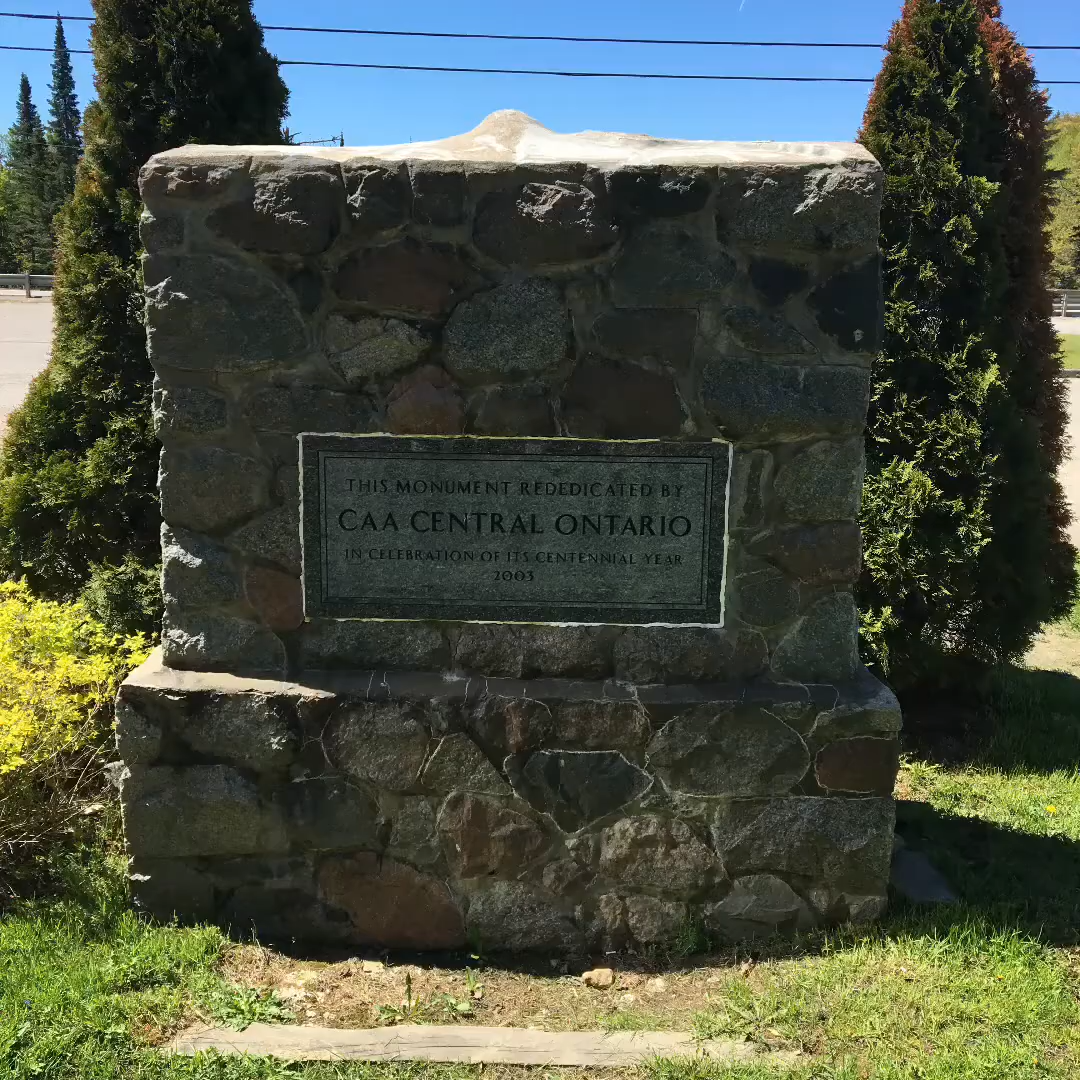 THIS MONUMENT REDEDICATED BY
CAA CENTRAL ONTARIO
IN CELEBRATION OF ITS CENTENNIAL YEAR
2003